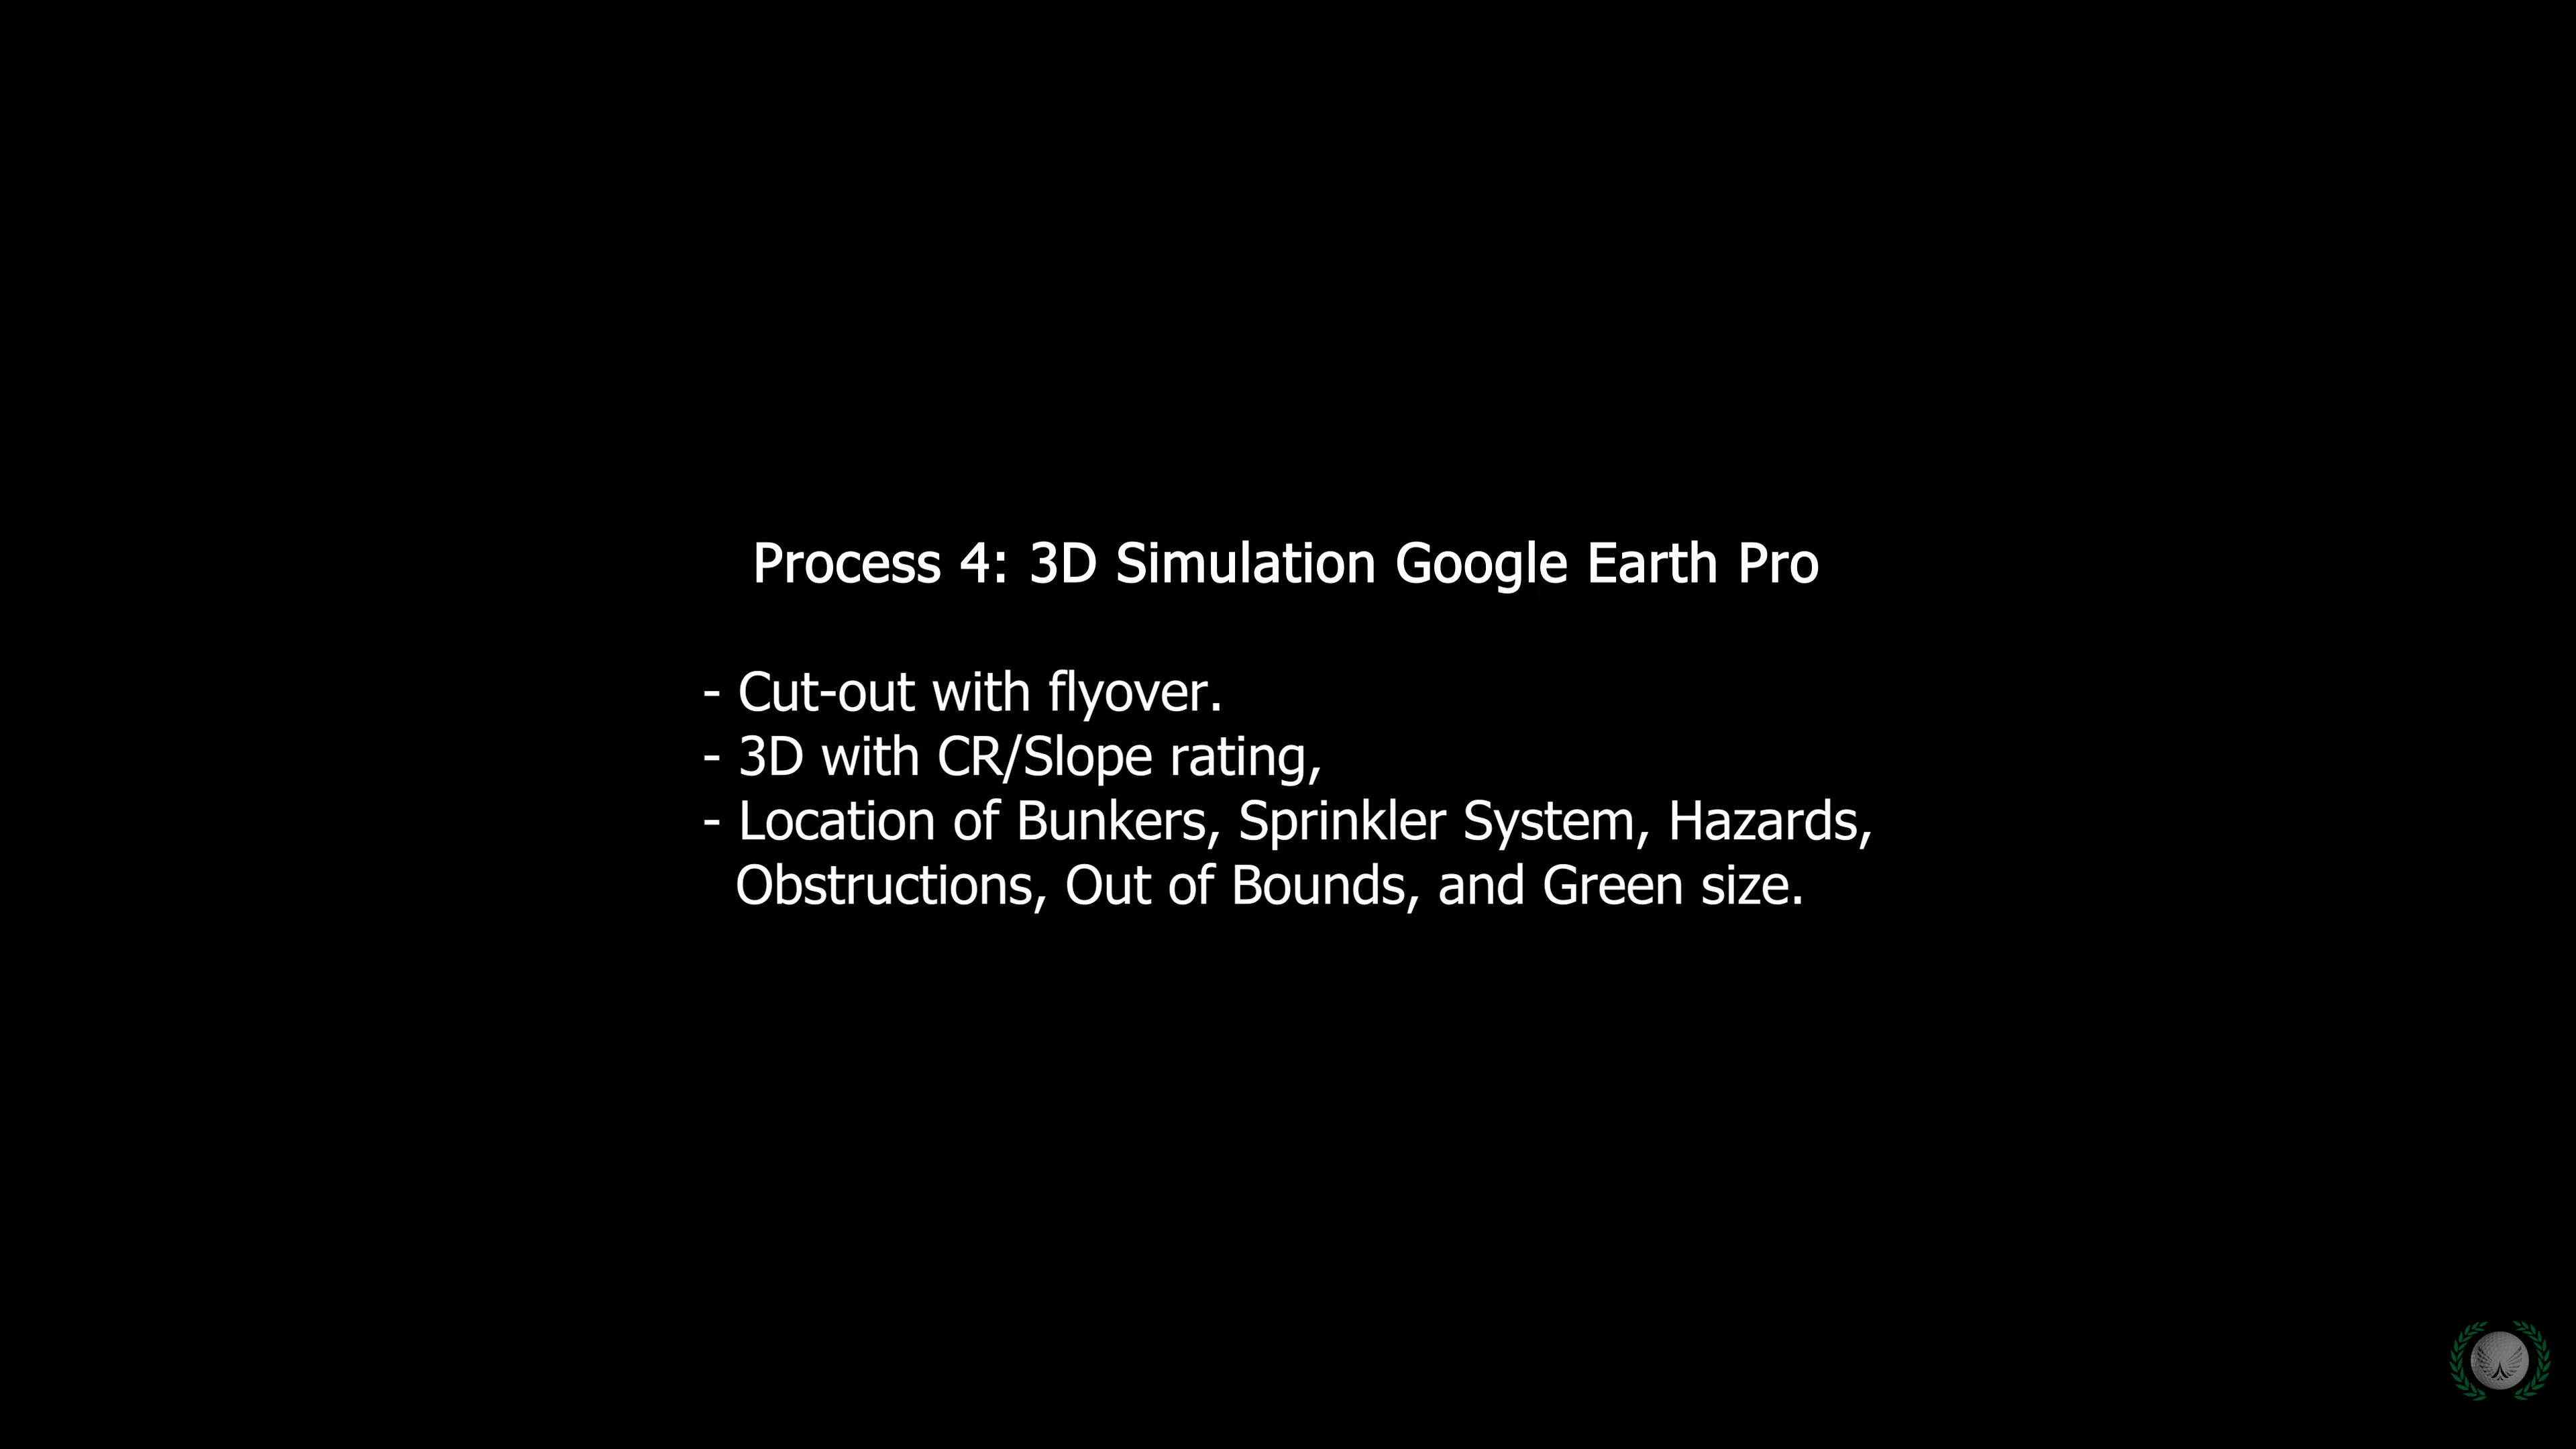 Process 4: 3D Simulation Google Earth Pro
- Cut-out with flyover.
- 3D with CR/Slope rating,
- Location of Bunkers, Sprinkler System, Hazards,
Obstructions, Out of Bounds, and Green size.